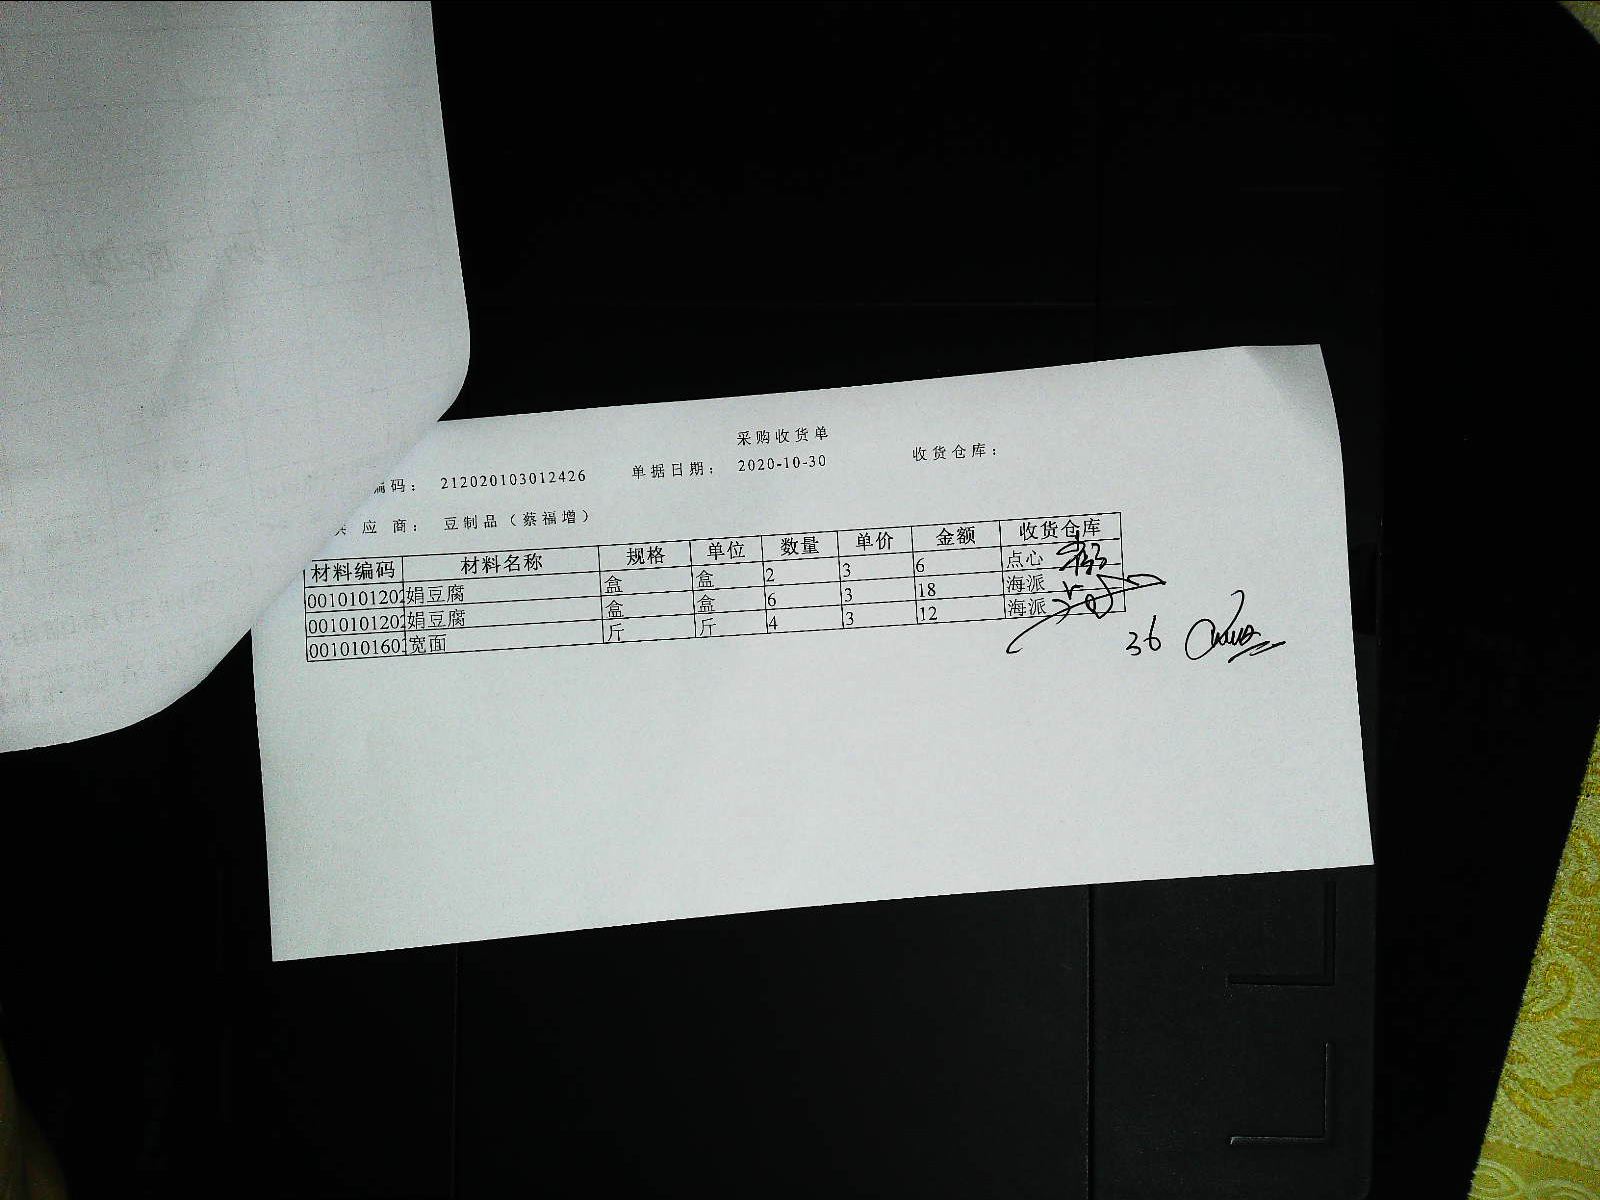 采购收货单
编码： 212020103012426 单据日期： 2020-10-30 收货仓库：
应商： 豆制品（蔡福增）
材料编码 材料名称 规格 单位 数量 单价 金额 收货仓库
001010120 娟豆腐 盒 盒 2 3 6 点心
001010120 娟豆腐 盒 盒 6 3 18 海派
001010160 宽面 斤 斤 4 3 12 海派
36